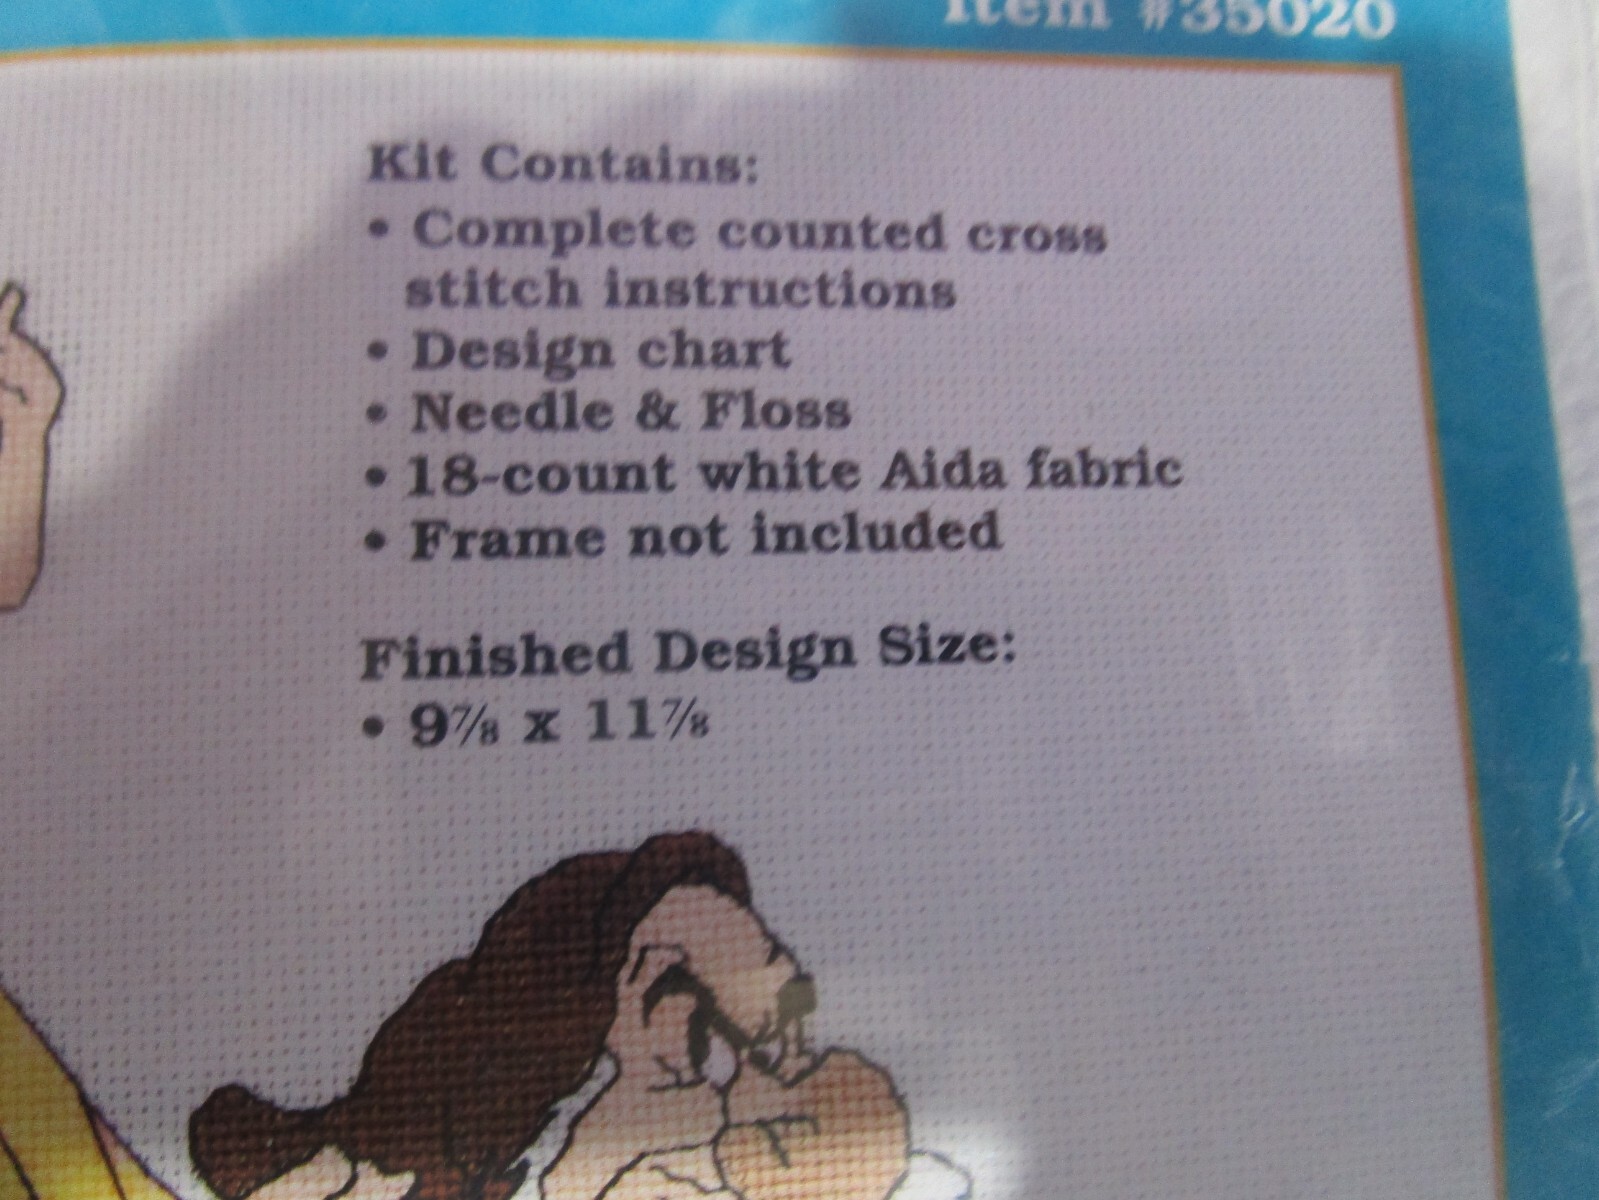 Item #35020
Kit Contains:
• Complete counted cross
stitch instructions
• Design chart
• Needle & Floss
• 18-count white Aida fabric
• Frame not included
Finished Design Size:
• 9⅞ x 11⅞